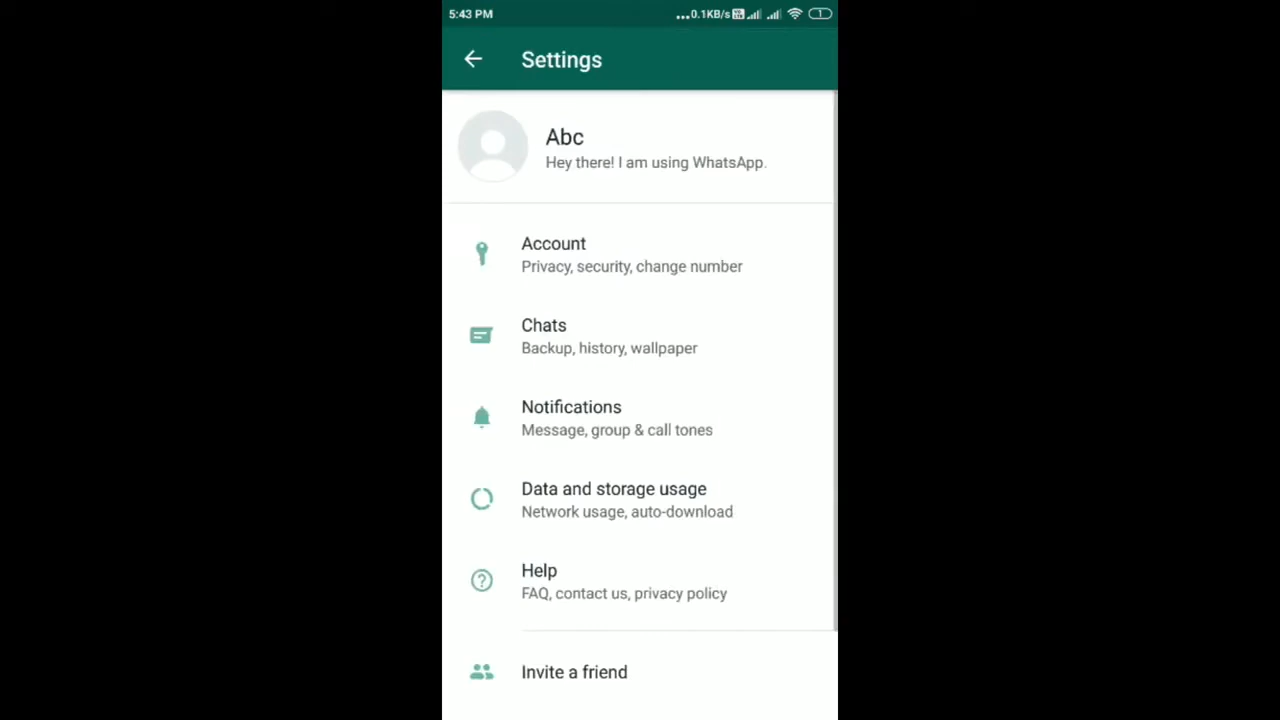 5:43 PM
...0.1KB/s
Settings
Abc
Hey there! I am using WhatsApp.
Account
Privacy, security, change number
Chats
Backup, history, wallpaper
Notifications
Message, group & call tones
Data and storage usage
Network usage, auto-download
Help
FAQ, contact us, privacy policy
Invite a friend